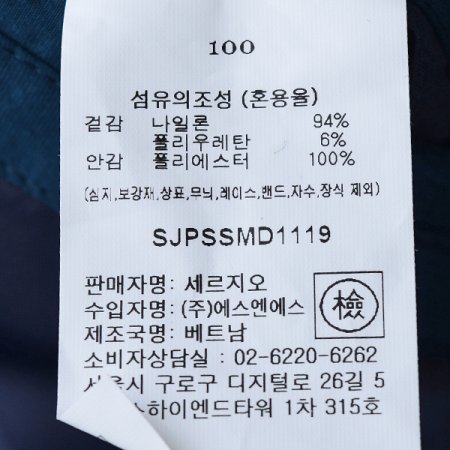 100
섬유의조성 (혼용율)
겉감 나일론 94%
폴리우레탄 6%
안감 폴리에스터 100%
(심지,보강재,상표,무늬,레이스,밴드,자수,장식 제외)
SJPSSMD1119
판매자명: 세르지오
수입자명: (주)에스엔에스
제조국명: 베트남
檢
소비자상담실 : 02-6220-6262
서울시 구로구 디지털로 26길 5
스하이엔드타워 1차 315호